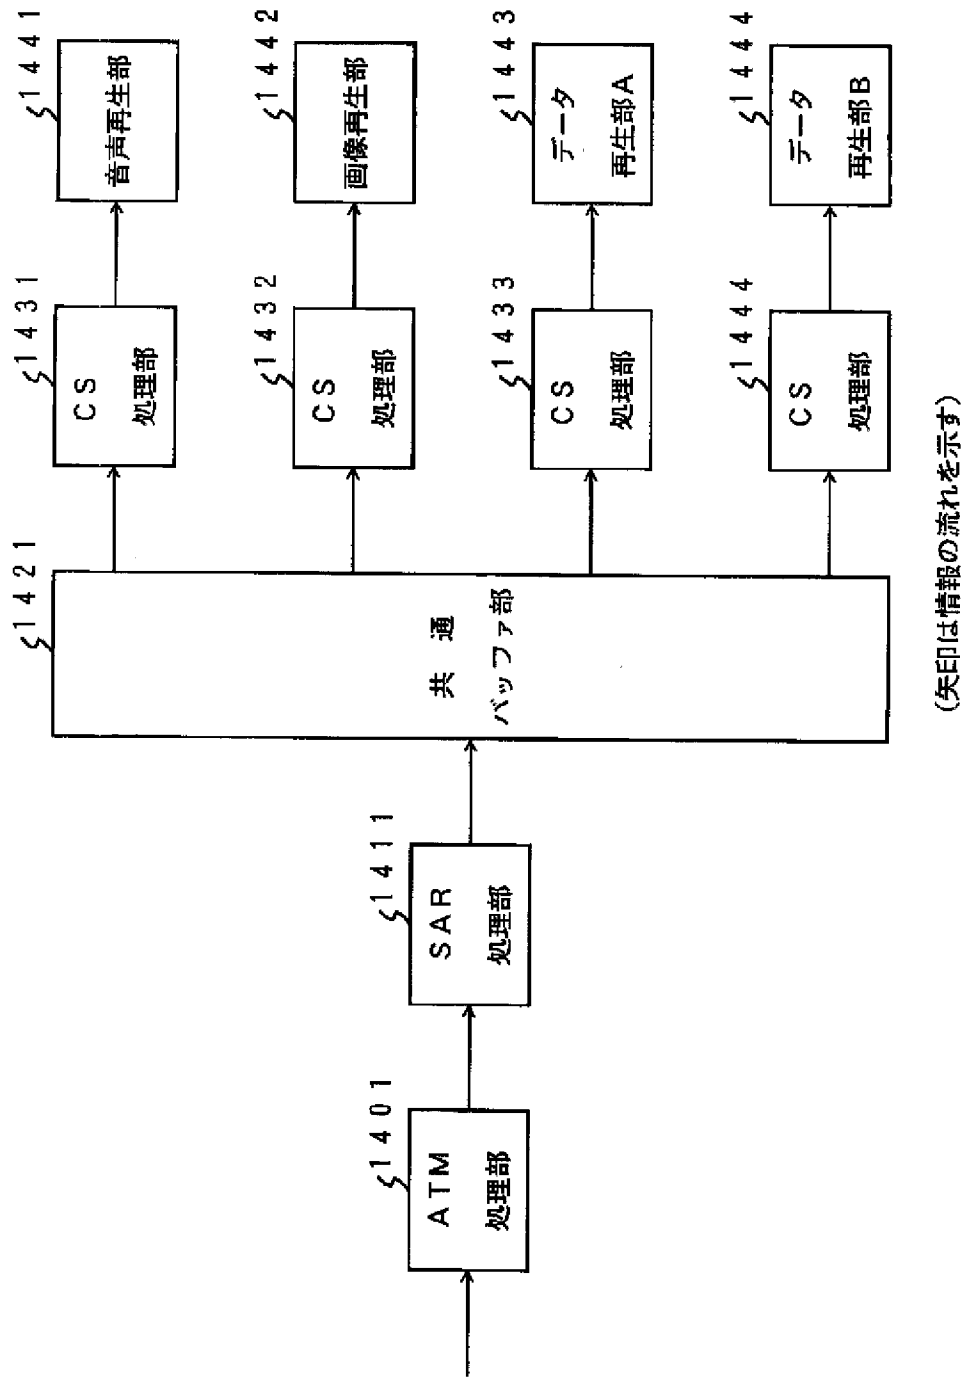 1401
ATM
処理部
1411
SAR
処理部
1421
共通
バッファ部
1431
CS
処理部
1441
音声再生部
1432
CS
処理部
1442
画像再生部
1433
CS
処理部
1443
データ
再生部A
1444
CS
処理部
1444
データ
再生部B
(矢印は情報の流れを示す)